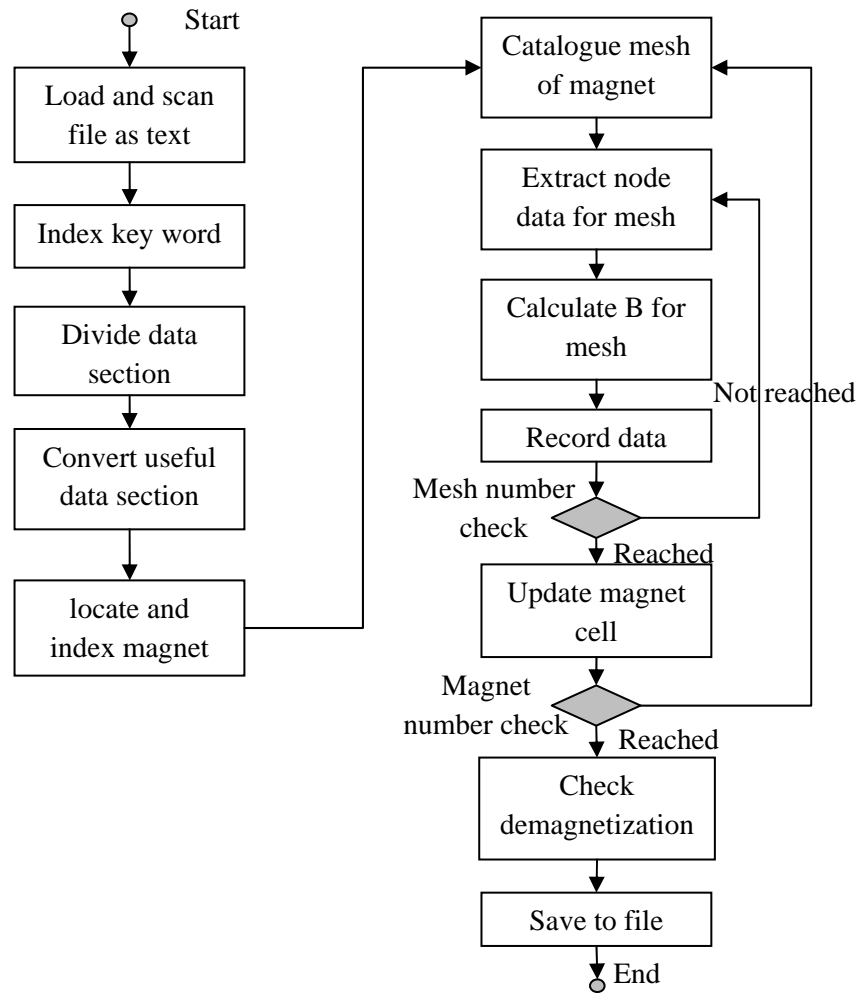 Start
Load and scan
file as text
Index key word
Divide data
section
Convert useful
data section
locate and
index magnet
Catalogue mesh
of magnet
Extract node
data for mesh
Calculate B for
mesh
Not reached
Record data
Mesh number
check
Reached
Update magnet
cell
Magnet
number check
Reached
Check
demagnetization
Save to file
End